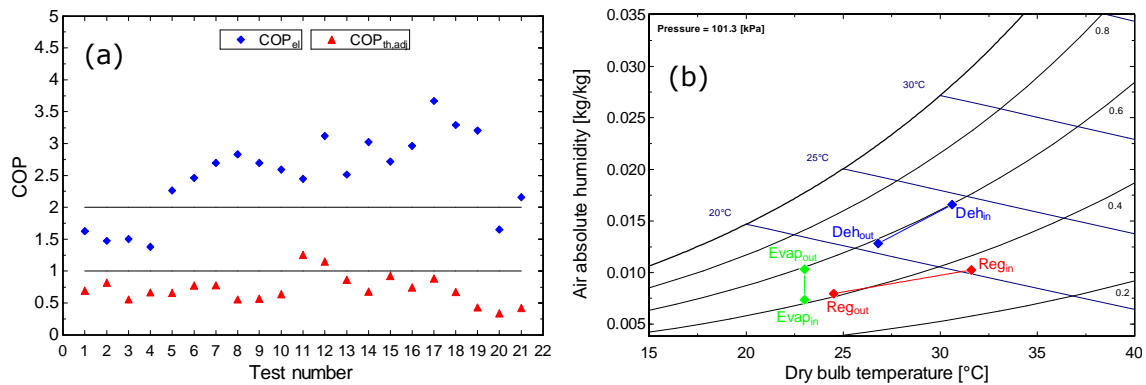 (a)
COP_el COP_th,adj
5
4.5
4
3.5
3
2.5
2
1.5
1
0.5
0
COP
0 1 2 3 4 5 6 7 8 9 10 11 12 13 14 15 16 17 18 19 20 21 22
Test number
(b)
Pressure = 101.3 [kPa]
0.035
0.030
0.025
0.020
0.015
0.010
0.005
Air absolute humidity [kg/kg]
0.8
0.6
0.4
0.2
30°C
25°C
20°C
Deh_in
Deh_out
Evap_out
Evap_in
Reg_in
Reg_out
15 20 25 30 35 40
Dry bulb temperature [°C]